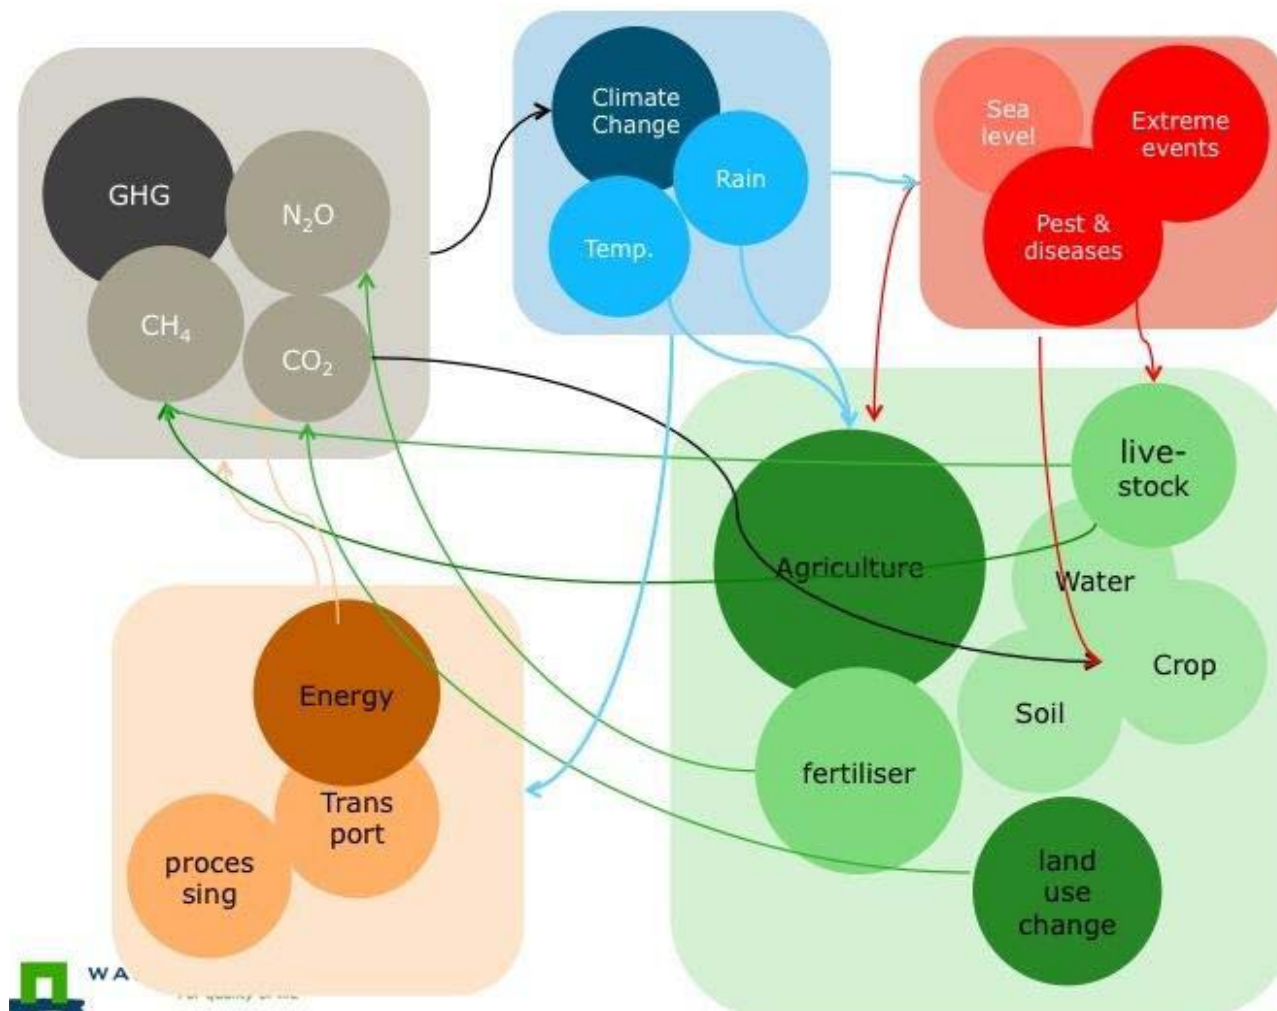 GHG
N₂O
CH₄
CO₂
Climate
Change
Rain
Temp.
Sea
level
Extreme
events
Pest &
diseases
live-
stock
Agriculture
Water
Crop
Soil
fertiliser
land
use
change
Energy
Trans
port
proces
sing
WA